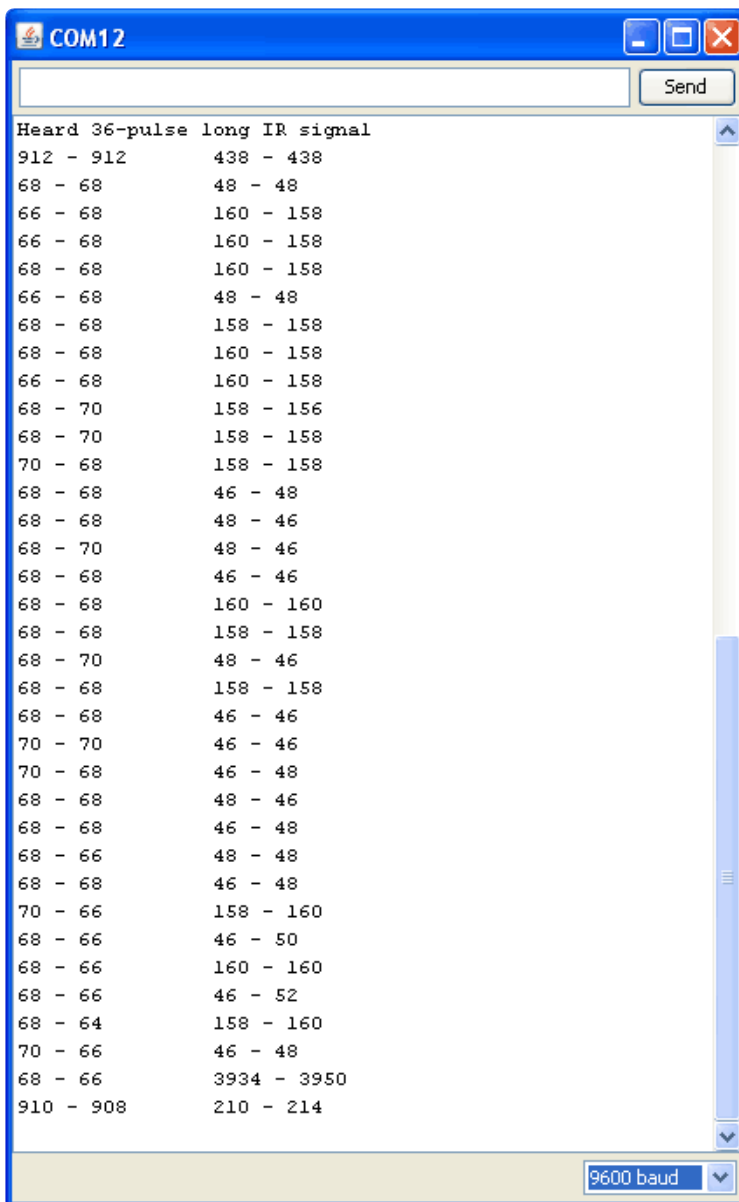 COM12
Send
Heard 36-pulse long IR signal
912 - 912 438 - 438
68 - 68 48 - 48
66 - 68 160 - 158
66 - 68 160 - 158
68 - 68 160 - 158
66 - 68 48 - 48
68 - 68 158 - 158
68 - 68 160 - 158
66 - 68 160 - 158
68 - 70 158 - 156
68 - 70 158 - 158
70 - 68 158 - 158
68 - 68 46 - 48
68 - 68 48 - 46
68 - 70 48 - 46
68 - 68 46 - 46
68 - 68 160 - 160
68 - 68 158 - 158
68 - 70 48 - 46
68 - 68 158 - 158
68 - 68 46 - 46
70 - 70 46 - 46
70 - 68 46 - 48
68 - 68 48 - 46
68 - 68 46 - 48
68 - 66 48 - 48
68 - 68 46 - 48
70 - 66 158 - 160
68 - 66 46 - 50
68 - 66 160 - 160
68 - 66 46 - 52
68 - 64 158 - 160
70 - 66 46 - 48
68 - 66 3934 - 3950
910 - 908 210 - 214
9600 baud